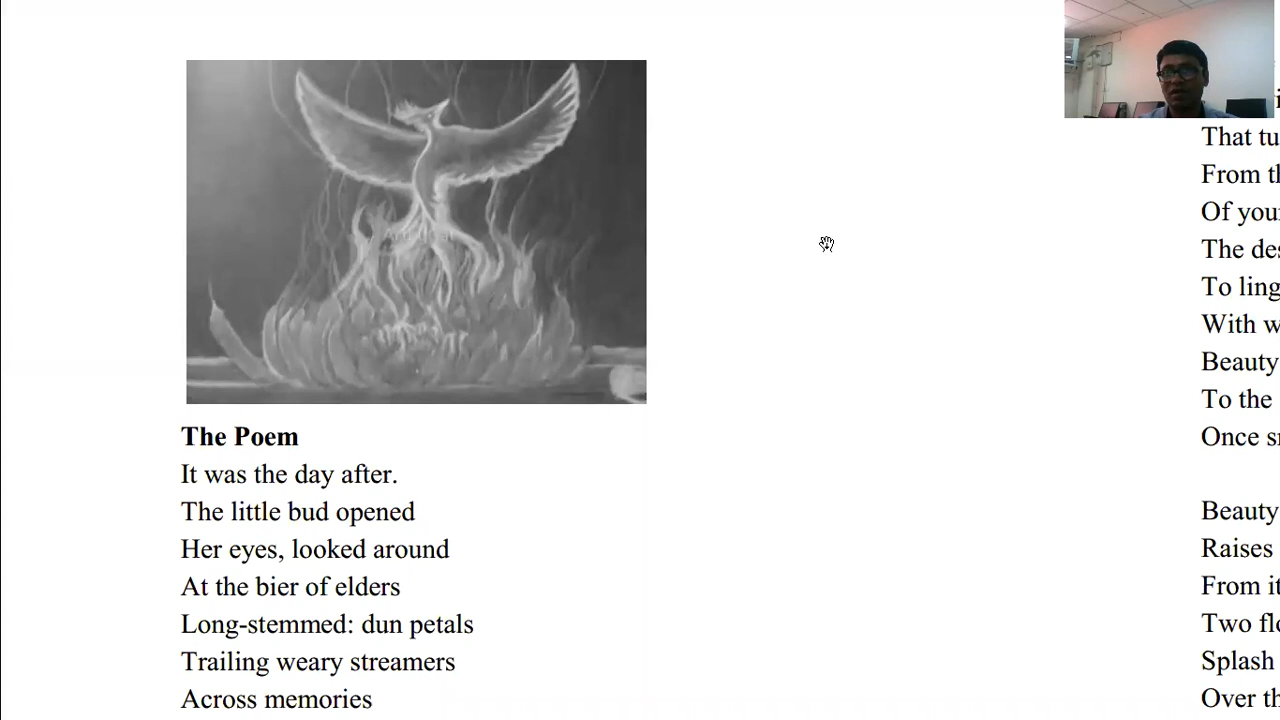 The Poem
It was the day after.
The little bud opened
Her eyes, looked around
At the bier of elders
Long-stemmed: dun petals
Trailing weary streamers
Across memories
That tu
From th
Of you
The des
To ling
With w
Beauty
To the
Once s
Beauty
Raises
From it
Two flo
Splash
Over th